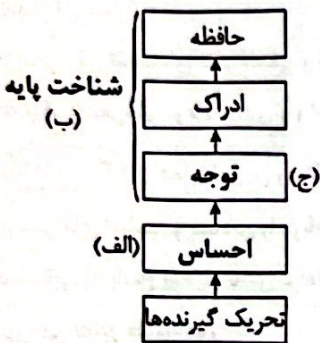 حافظه
ادراک
شناخت پایه
(ب)
توجه
(ج)
احساس
(الف)
تحریک گیرنده‌ها